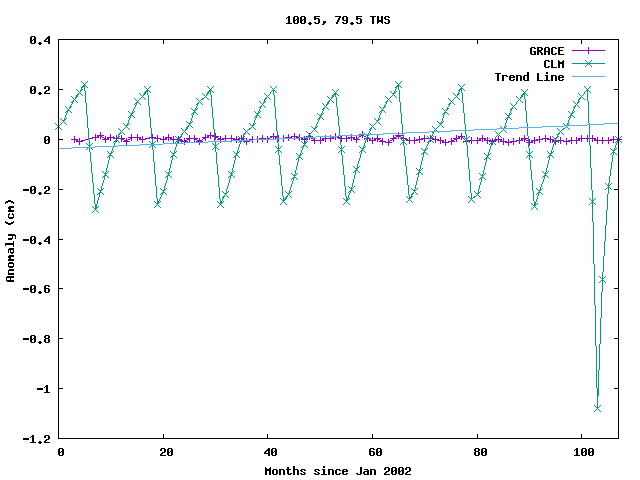 100.5, 79.5 TWS
GRACE
CLM
Trend Line
0.4
0.2
0
-0.2
-0.4
-0.6
-0.8
-1
-1.2
Anomaly (cm)
0 20 40 60 80 100
Months since Jan 2002